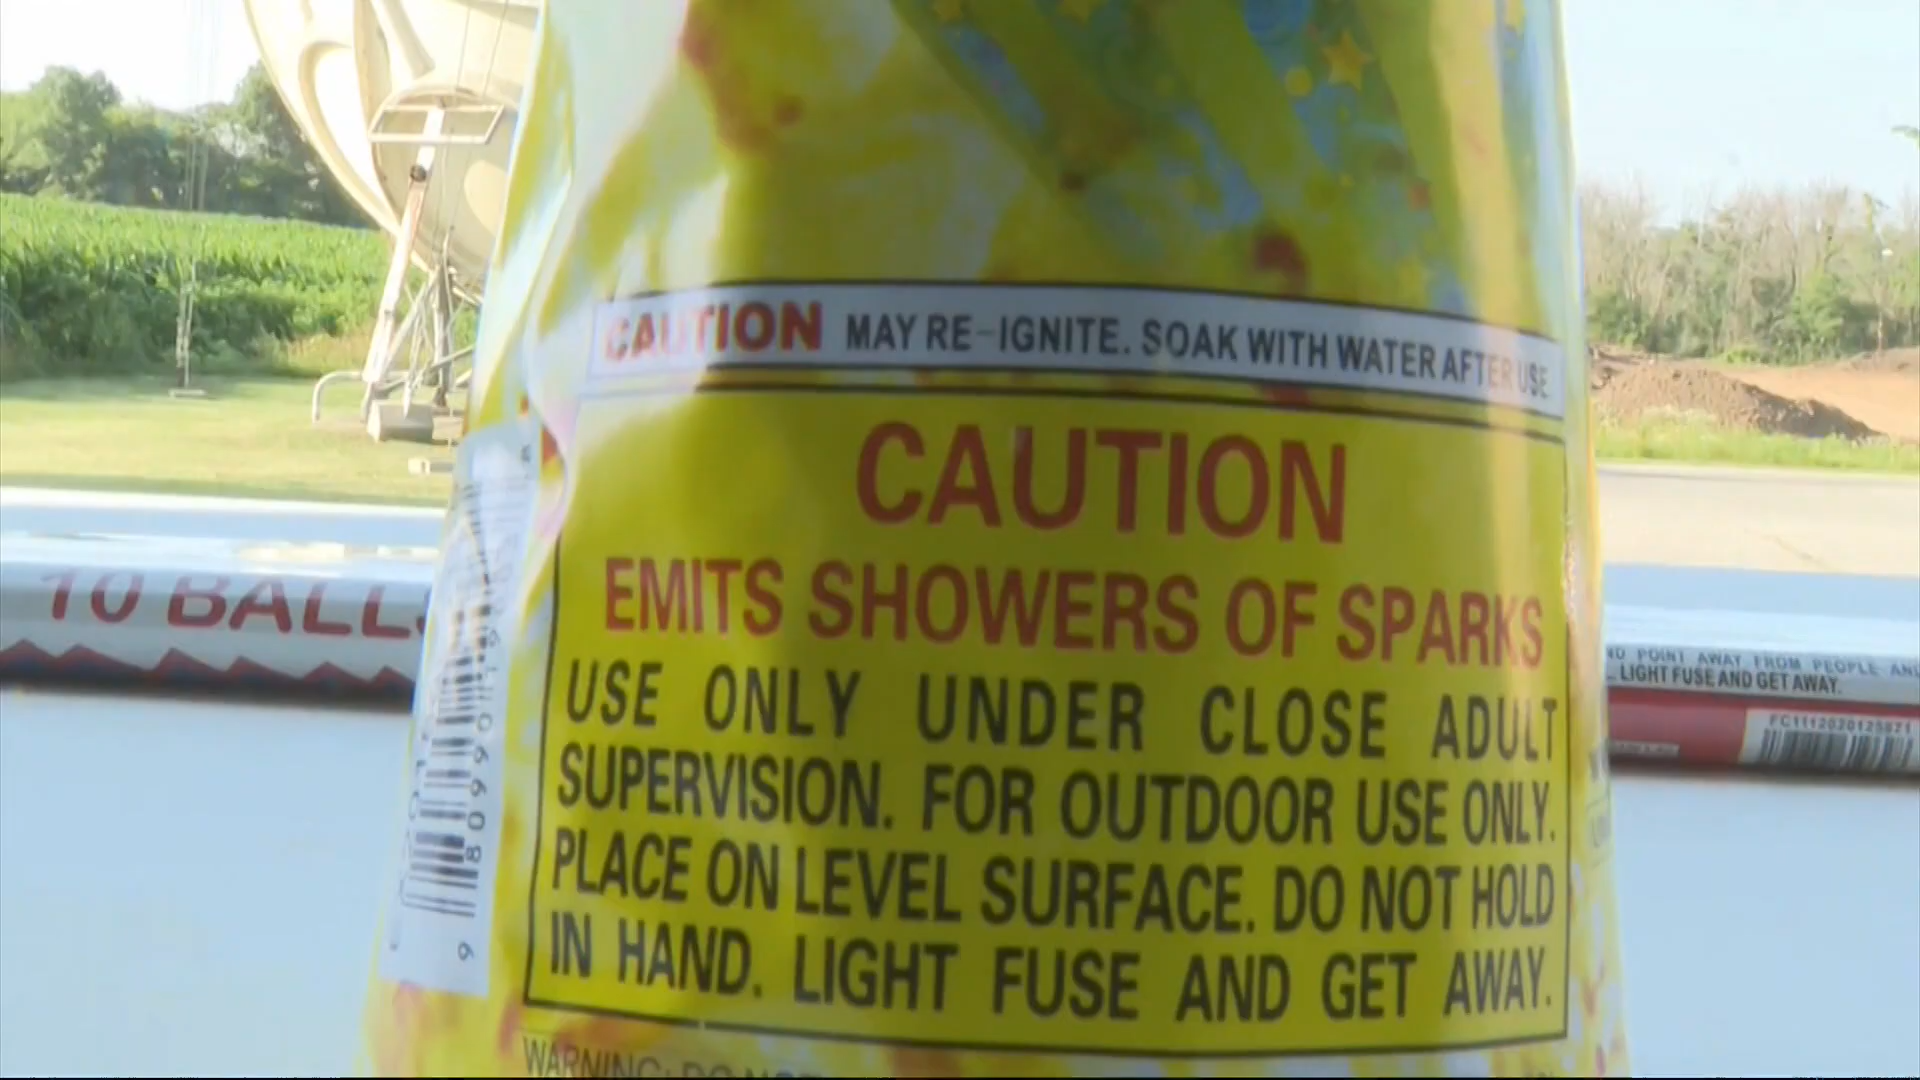 CAUTION MAY RE-IGNITE. SOAK WITH WATER AFTER USE
CAUTION
EMITS SHOWERS OF SPARKS
USE ONLY UNDER CLOSE ADULT
SUPERVISION. FOR OUTDOOR USE ONLY.
PLACE ON LEVEL SURFACE. DO NOT HOLD
IN HAND. LIGHT FUSE AND GET AWAY.
WARNING: DO NOT
10 BALL
POINT AWAY FROM PEOPLE AND
LIGHT FUSE AND GET AWAY.